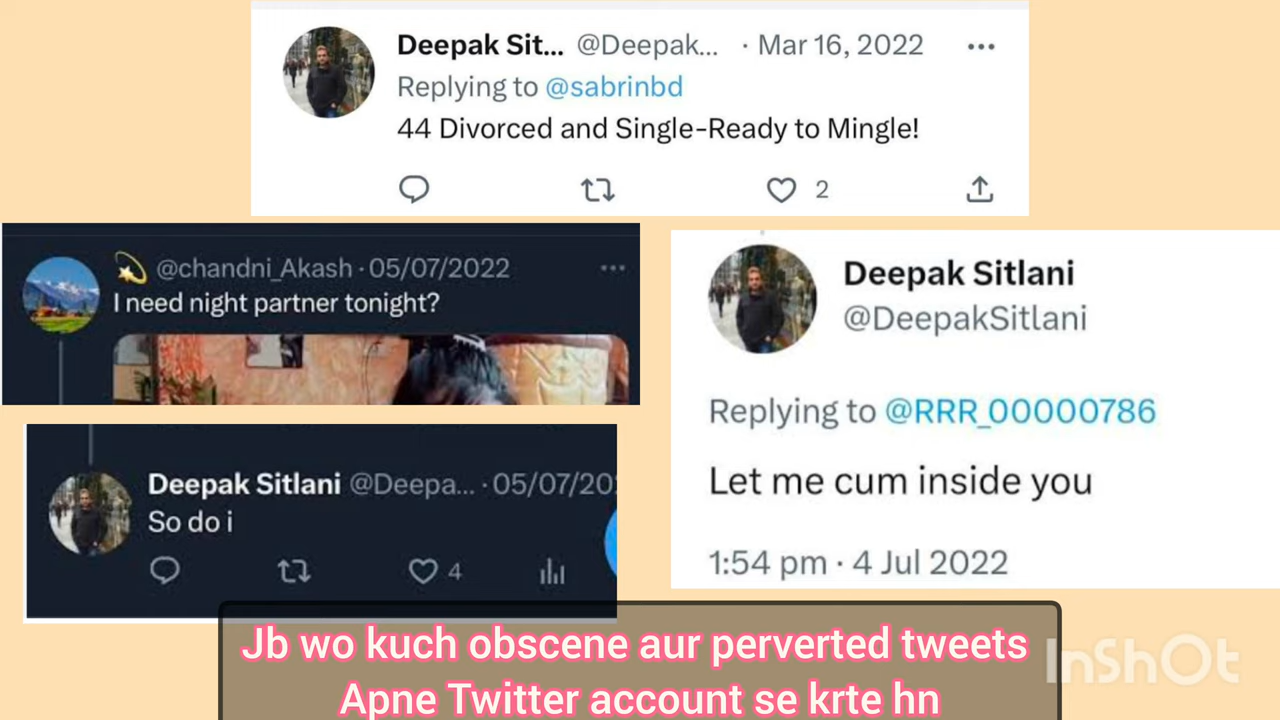 Deepak Sit... @Deepak... · Mar 16, 2022
Replying to @sabrinbd
44 Divorced and Single-Ready to Mingle!
2
@chandni_Akash · 05/07/2022
I need night partner tonight?
Deepak Sitlani @Deepa... · 05/07/20
So do i
4
Deepak Sitlani
@DeepakSitlani
Replying to @RRR_00000786
Let me cum inside you
1:54 pm · 4 Jul 2022
Jb wo kuch obscene aur perverted tweets
Apne Twitter account se krte hn
InShOt